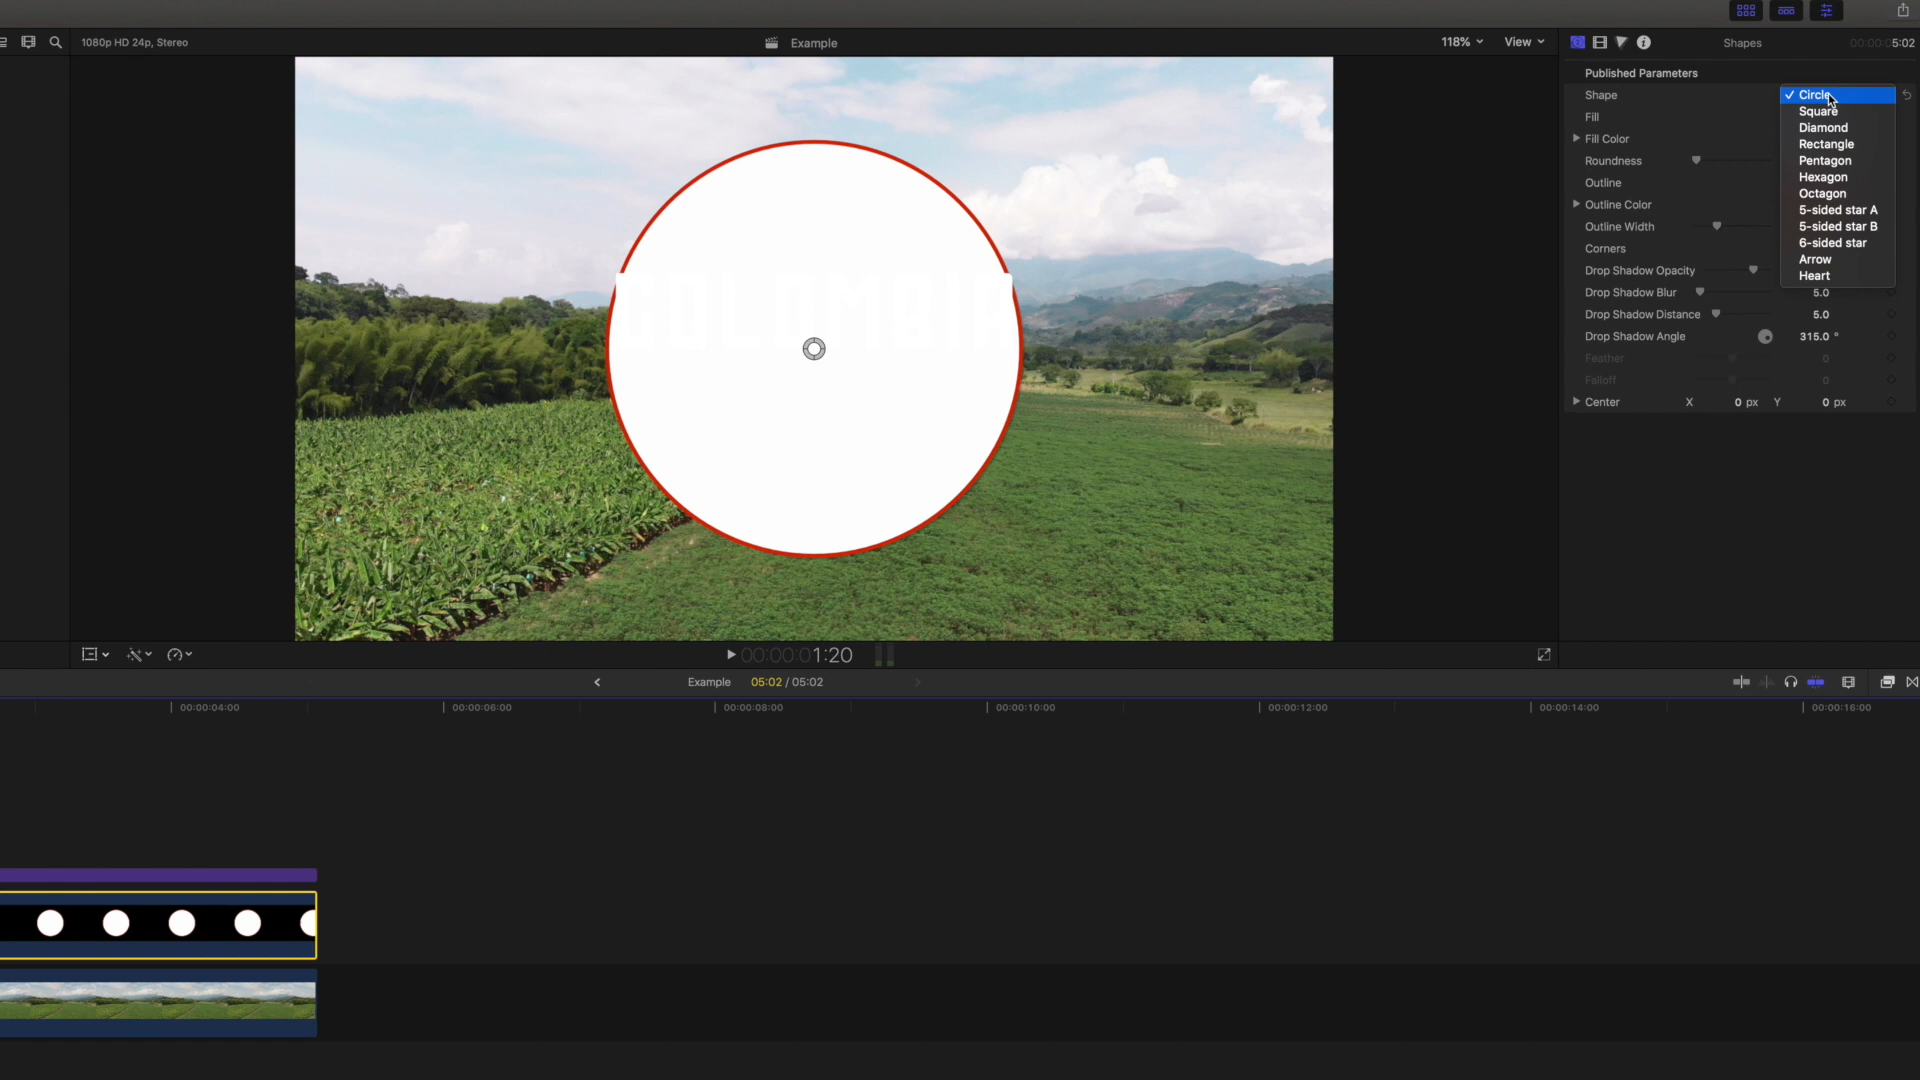 1080p HD 24p, Stereo
Example
118%
View
Shapes
00:00:05:02
Published Parameters
Shape
Circle
Square
Diamond
Rectangle
Pentagon
Hexagon
Octagon
5-sided star A
5-sided star B
6-sided star
Arrow
Heart
Fill
Fill Color
Roundness
Outline
Outline Color
Outline Width
Corners
Drop Shadow Opacity
Drop Shadow Blur 5.0
Drop Shadow Distance 5.0
Drop Shadow Angle 315.0 °
Feather 0
Falloff 0
Center X 0 px Y 0 px
COLOMBIA
00:00:01:20
Example 05:02 / 05:02
00:00:04:00 00:00:06:00 00:00:08:00 00:00:10:00 00:00:12:00 00:00:14:00 00:00:16:00